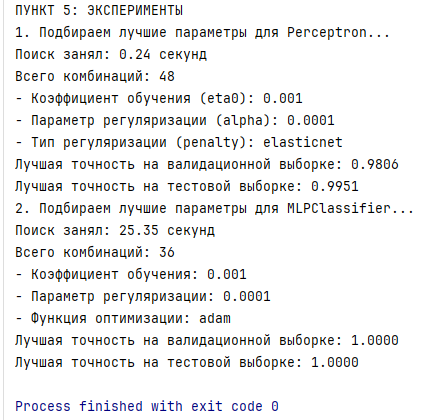 ПУНКТ 5: ЭКСПЕРИМЕНТЫ
1. Подбираем лучшие параметры для Perceptron...
Поиск занял: 0.24 секунд
Всего комбинаций: 48
- Коэффициент обучения (eta0): 0.001
- Параметр регуляризации (alpha): 0.0001
- Тип регуляризации (penalty): elasticnet
Лучшая точность на валидационной выборке: 0.9806
Лучшая точность на тестовой выборке: 0.9951
2. Подбираем лучшие параметры для MLPClassifier...
Поиск занял: 25.35 секунд
Всего комбинаций: 36
- Коэффициент обучения: 0.001
- Параметр регуляризации: 0.0001
- Функция оптимизации: adam
Лучшая точность на валидационной выборке: 1.0000
Лучшая точность на тестовой выборке: 1.0000
Process finished with exit code 0